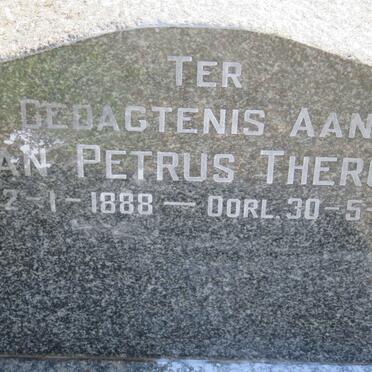 TER
GEDAGTENIS AAN
AN PETRUS THER
2-1-1888 — OORL. 30-5-